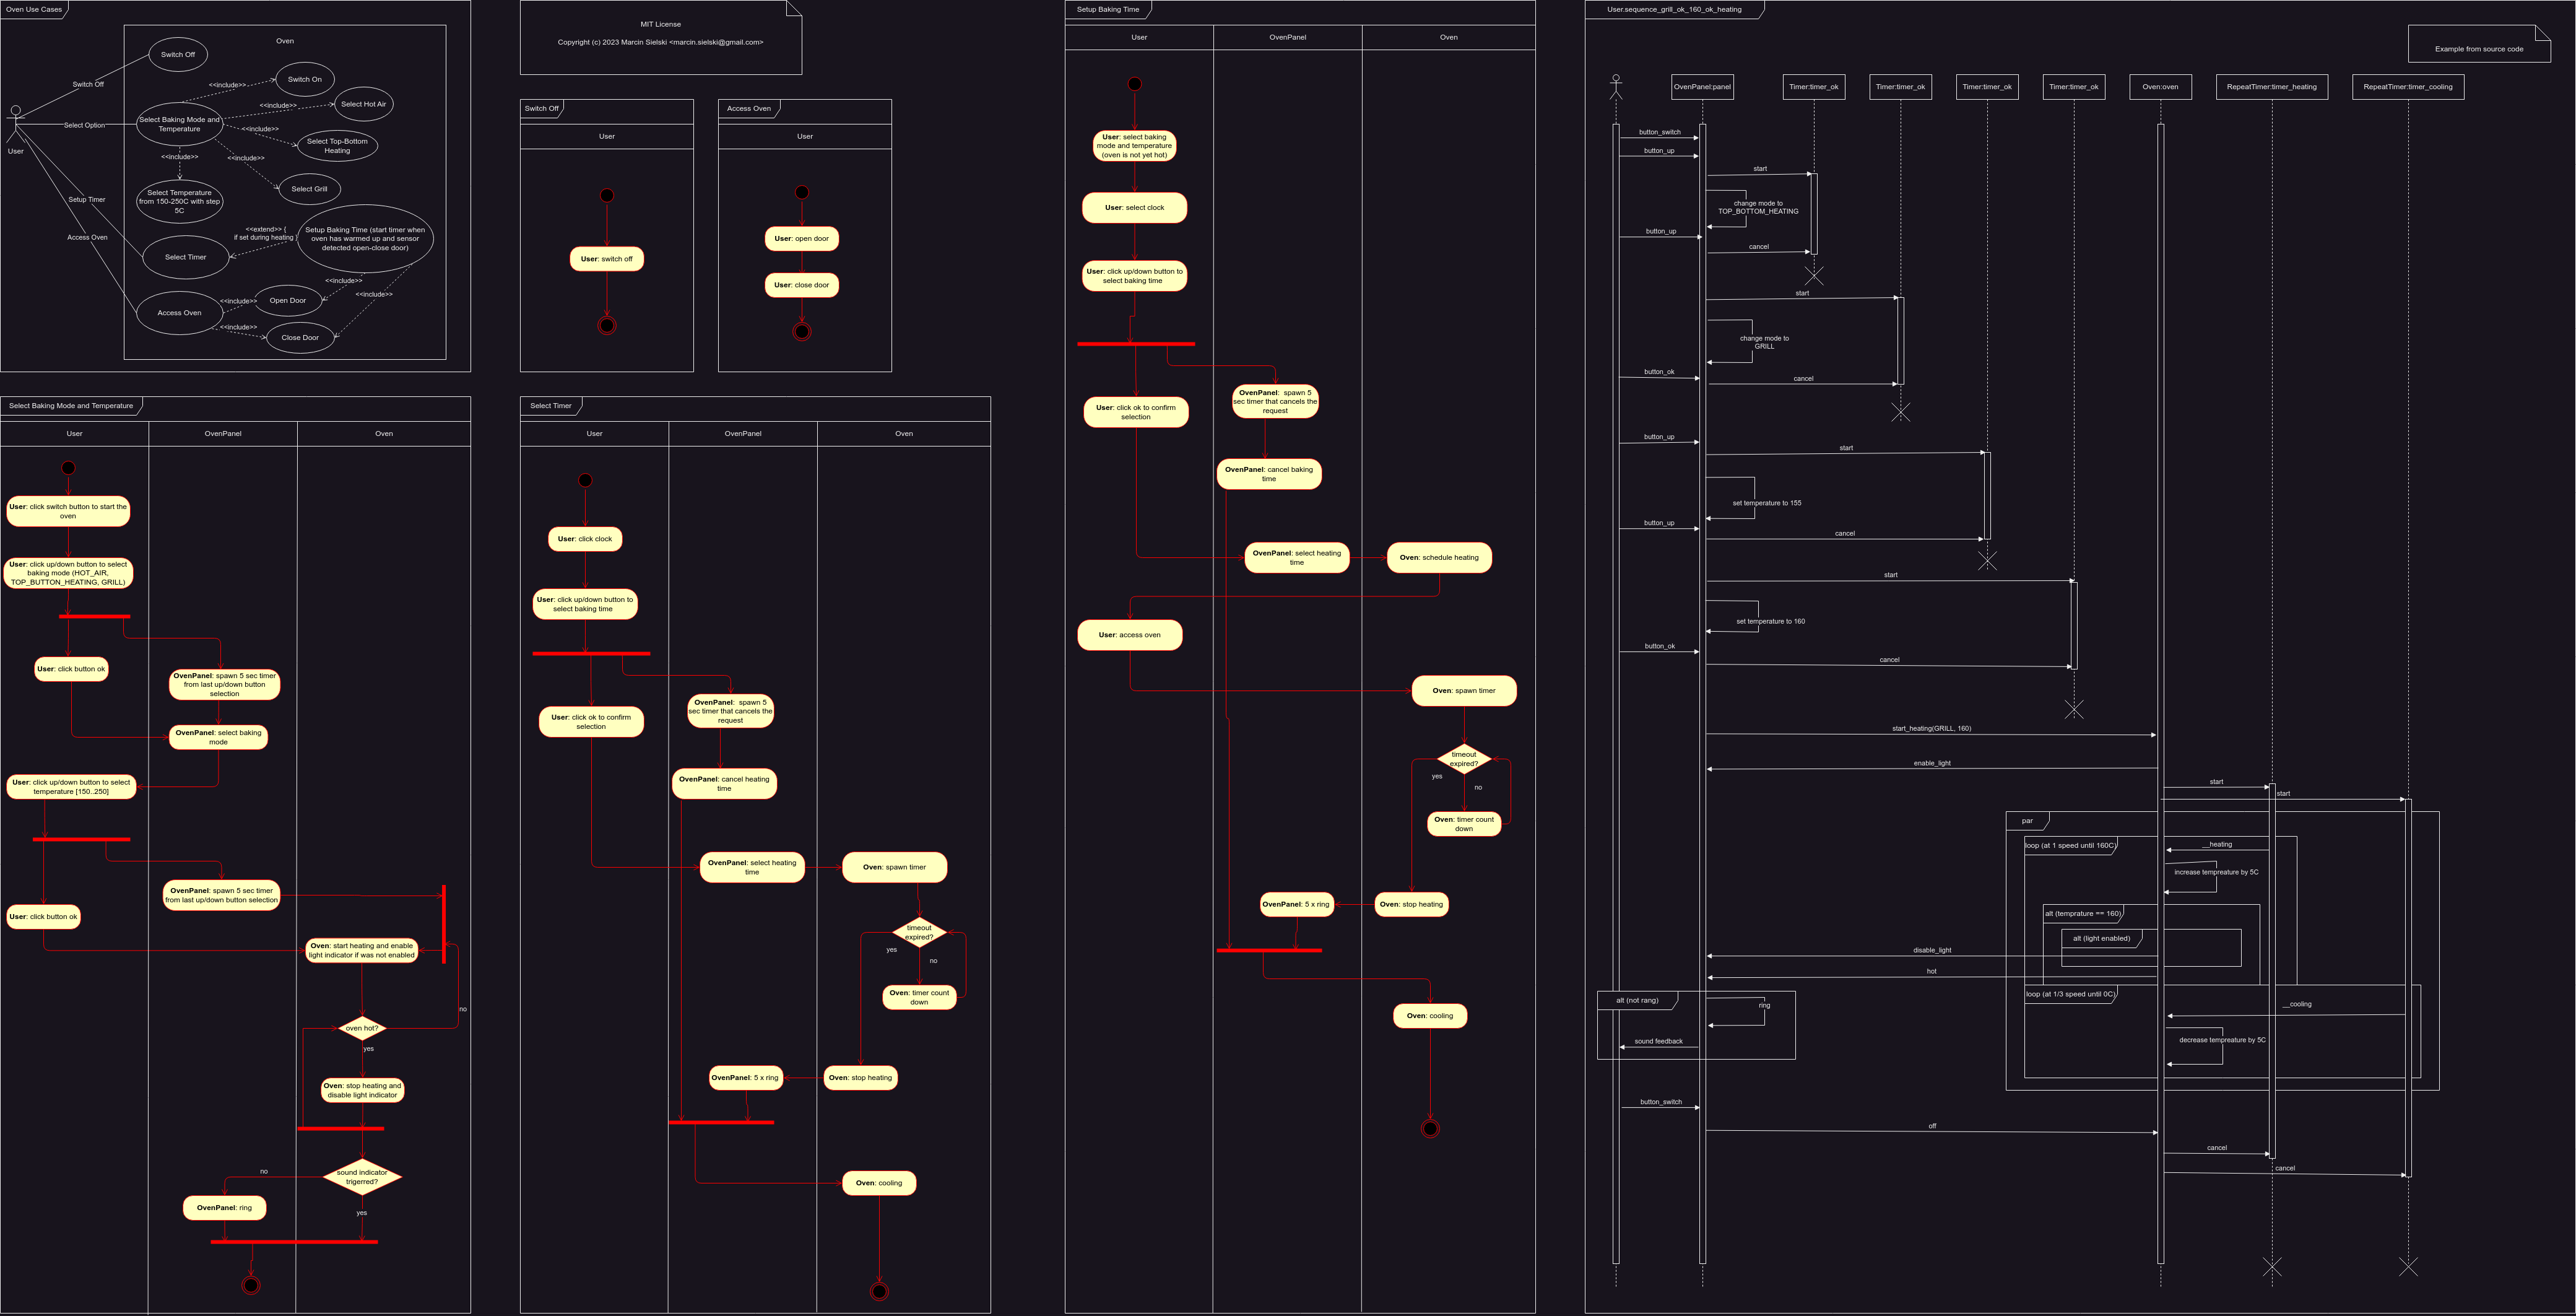 Oven Use Cases
Oven
Switch Off
Switch On
Select Hot Air
Select Baking Mode and
Temperature
Select Top-Bottom
Heating
Select Grill
Select Temperature
from 150-250C with step
5C
Setup Baking Time (start timer when
oven has warmed up and sensor
detected open-close door)
Select Timer
Access Oven
Open Door
Close Door
User
Switch Off
Select Option
Setup Timer
Access Oven
<<include>>
<<include>>
<<include>>
<<include>>
<<include>>
<<extend>> {
if set during heating }
<<include>>
<<include>>
<<include>>
<<include>>
MIT License
Copyright (c) 2023 Marcin Sielski <marcin.sielski@gmail.com>
Switch Off
User
User: switch off
Access Oven
User
User: open door
User: close door
Select Baking Mode and Temperature
User
OvenPanel
Oven
User: click switch button to start the
oven
User: click up/down button to select
baking mode (HOT_AIR,
TOP_BUTTON_HEATING, GRILL)
User: click button ok
OvenPanel: spawn 5 sec timer
from last up/down button
selection
OvenPanel: select baking
mode
User: click up/down button to select
temperature [150..250]
OvenPanel: spawn 5 sec timer
from last up/down button selection
User: click button ok
Oven: start heating and enable
light indicator if was not enabled
no
oven hot?
yes
Oven: stop heating and
disable light indicator
sound indicator
trigerred?
no
yes
OvenPanel: ring
Select Timer
User
OvenPanel
Oven
User: click clock
User: click up/down button to
select baking time
OvenPanel:  spawn 5
sec timer that cancels the
request
User: click ok to confirm
selection
OvenPanel: cancel heating
time
OvenPanel: select heating
time
Oven: spawn timer
timeout
expired?
yes
no
Oven: timer count
down
OvenPanel: 5 x ring
Oven: stop heating
Oven: cooling
Setup Baking Time
User
OvenPanel
Oven
User: select baking
mode and temperature
(oven is not yet hot)
User: select clock
User: click up/down button to
select baking time
OvenPanel:  spawn 5
sec timer that cancels the
request
User: click ok to confirm
selection
OvenPanel: cancel baking
time
OvenPanel: select heating
time
Oven: schedule heating
User: access oven
Oven: spawn timer
timeout
expired?
yes
no
Oven: timer count
down
OvenPanel: 5 x ring
Oven: stop heating
Oven: cooling
User.sequence_grill_ok_160_ok_heating
Example from source code
OvenPanel:panel
Timer:timer_ok
Timer:timer_ok
Timer:timer_ok
Timer:timer_ok
Oven:oven
RepeatTimer:timer_heating
RepeatTimer:timer_cooling
button_switch
button_up
start
change mode to
TOP_BOTTOM_HEATING
button_up
cancel
start
change mode to
GRILL
button_ok
cancel
button_up
start
set temperature to 155
button_up
cancel
start
set temperature to 160
button_ok
cancel
start_heating(GRILL, 160)
enable_light
start
start
par
loop (at 1 speed until 160C)
__heating
increase tempreature by 5C
alt (temprature == 160)
alt (light enabled)
disable_light
hot
loop (at 1/3 speed until 0C)
alt (not rang)
ring
__cooling
sound feedback
decrease tempreature by 5C
button_switch
off
cancel
cancel